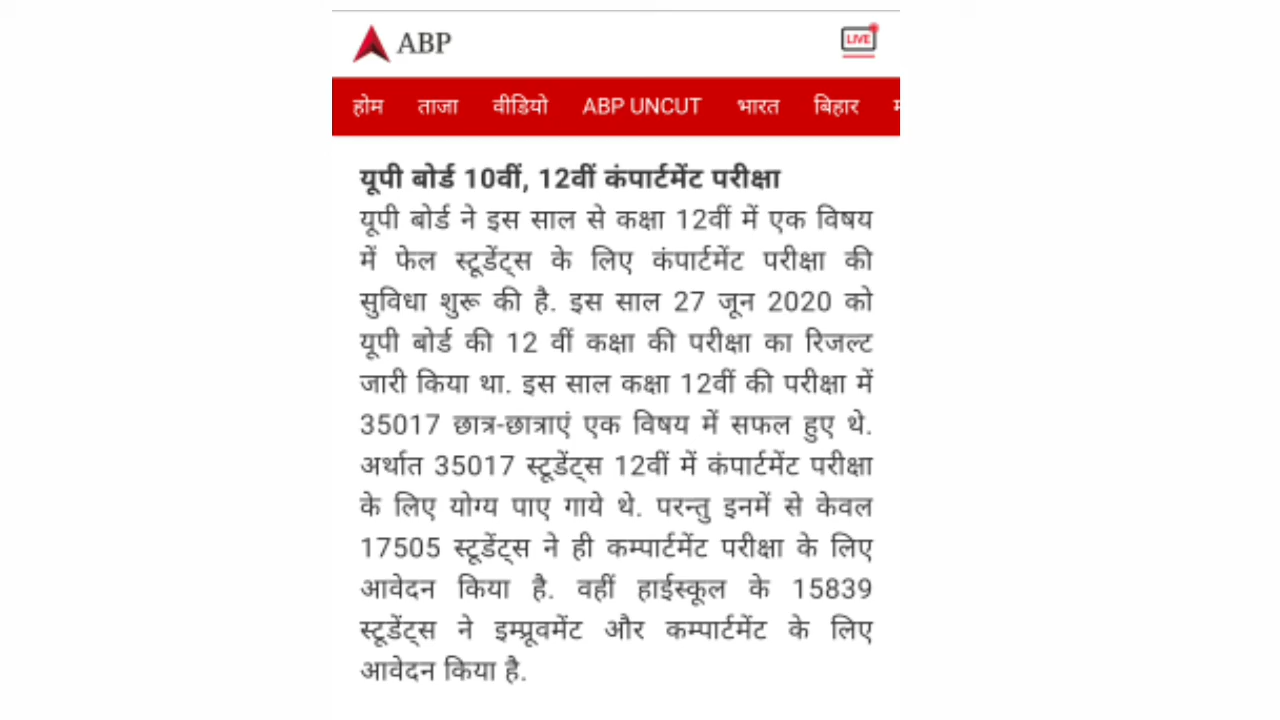 ABP
LIVE
होम ताजा वीडियो ABP UNCUT भारत बिहार
यूपी बोर्ड 10वीं, 12वीं कंपार्टमेंट परीक्षा
यूपी बोर्ड ने इस साल से कक्षा 12वीं में एक विषय
में फेल स्टूडेंट्स के लिए कंपार्टमेंट परीक्षा की
सुविधा शुरू की है. इस साल 27 जून 2020 को
यूपी बोर्ड की 12 वीं कक्षा की परीक्षा का रिजल्ट
जारी किया था. इस साल कक्षा 12वीं की परीक्षा में
35017 छात्र-छात्राएं एक विषय में सफल हुए थे.
अर्थात 35017 स्टूडेंट्स 12वीं में कंपार्टमेंट परीक्षा
के लिए योग्य पाए गाये थे. परन्तु इनमें से केवल
17505 स्टूडेंट्स ने ही कम्पार्टमेंट परीक्षा के लिए
आवेदन किया है. वहीं हाईस्कूल के 15839
स्टूडेंट्स ने इम्प्रूवमेंट और कम्पार्टमेंट के लिए
आवेदन किया है.